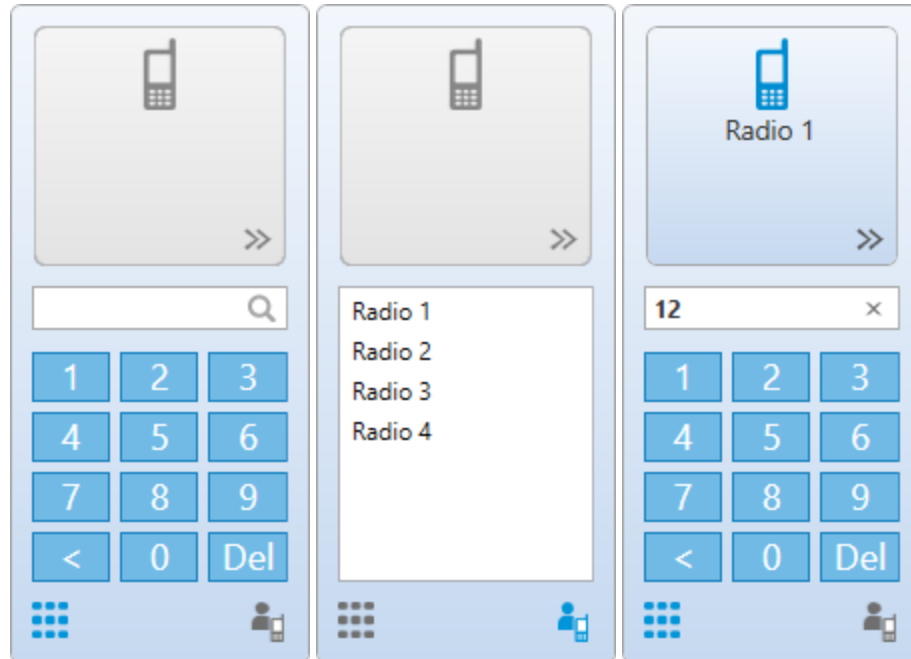 1 2 3
4 5 6
7 8 9
< 0 Del
Radio 1
Radio 2
Radio 3
Radio 4
Radio 1
12
1 2 3
4 5 6
7 8 9
< 0 Del